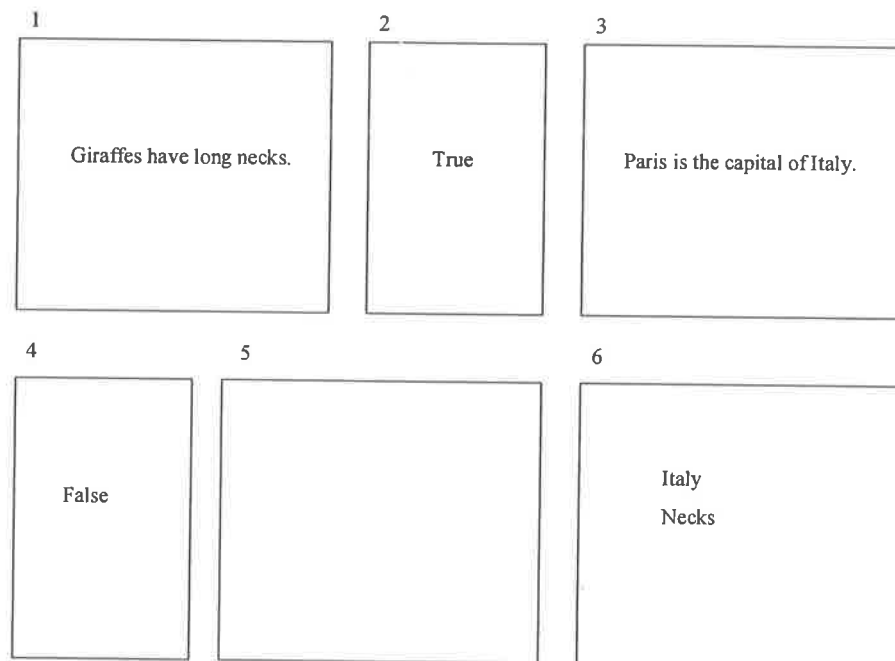 1
2
3
Giraffes have long necks.
True
Paris is the capital of Italy.
4
5
6
False
Italy
Necks